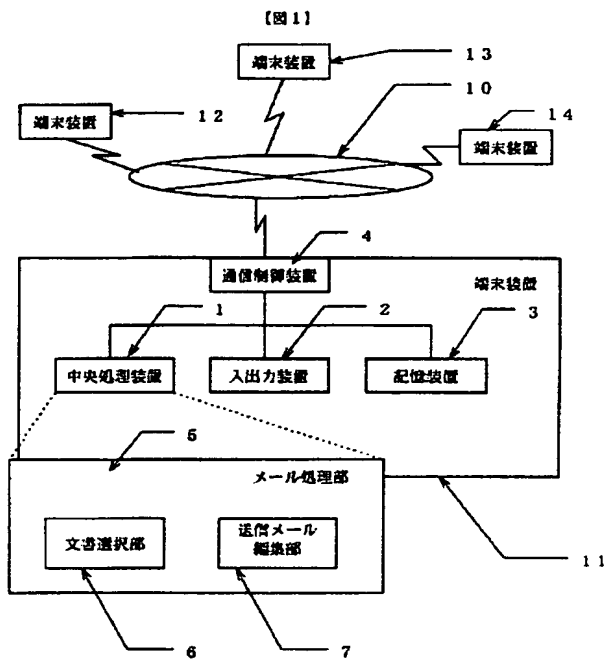 【図1】
端末装置
13
10
端末装置
12
14
端末装置
4
通信制御装置
端末装置
1
2
3
中央処理装置
入出力装置
記憶装置
5
メール処理部
文書選択部
送信メール
編集部
11
6
7